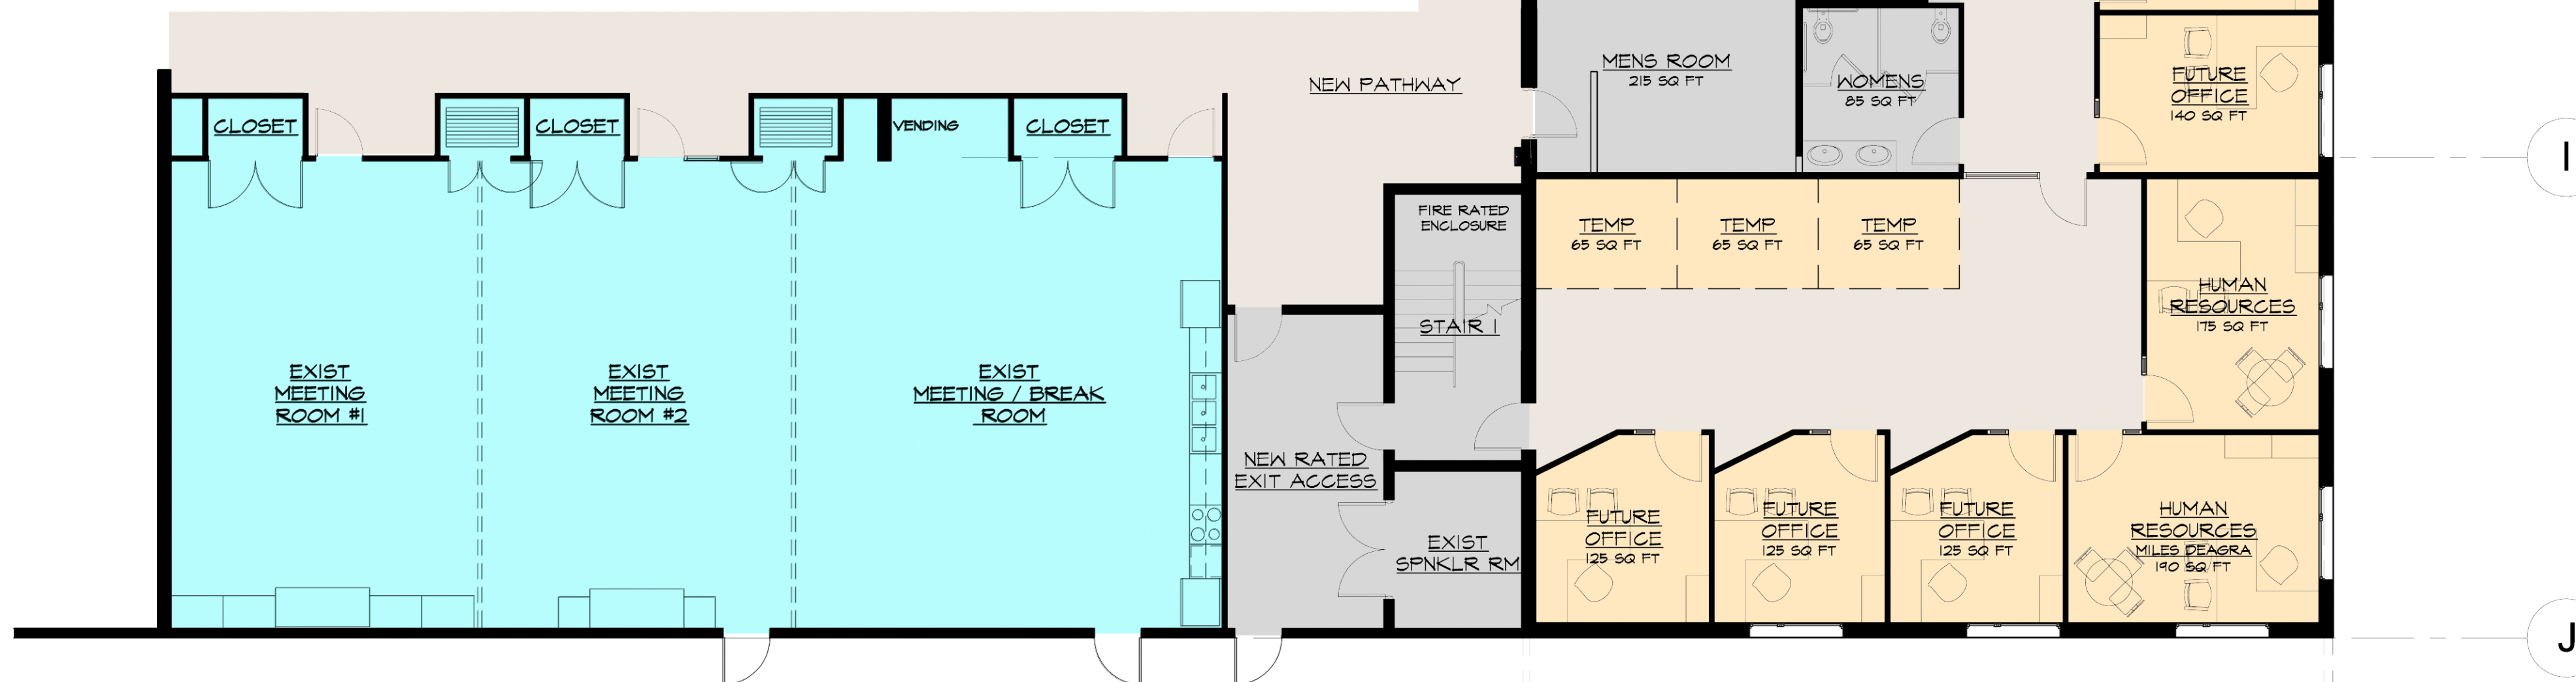 NEW PATHWAY
MENS ROOM
215 SQ FT
WOMENS
85 SQ FT
FUTURE
OFFICE
140 SQ FT
I
CLOSET
CLOSET
VENDING
CLOSET
FIRE RATED
ENCLOSURE
TEMP
65 SQ FT
TEMP
65 SQ FT
TEMP
65 SQ FT
HUMAN
RESOURCES
175 SQ FT
STAIR 1
EXIST
MEETING
ROOM #1
EXIST
MEETING
ROOM #2
EXIST
MEETING / BREAK
ROOM
NEW RATED
EXIT ACCESS
EXIST
SPNKLR RM
FUTURE
OFFICE
125 SQ FT
FUTURE
OFFICE
125 SQ FT
FUTURE
OFFICE
125 SQ FT
HUMAN
RESOURCES
MILES DEAGRA
190 SQ FT
J